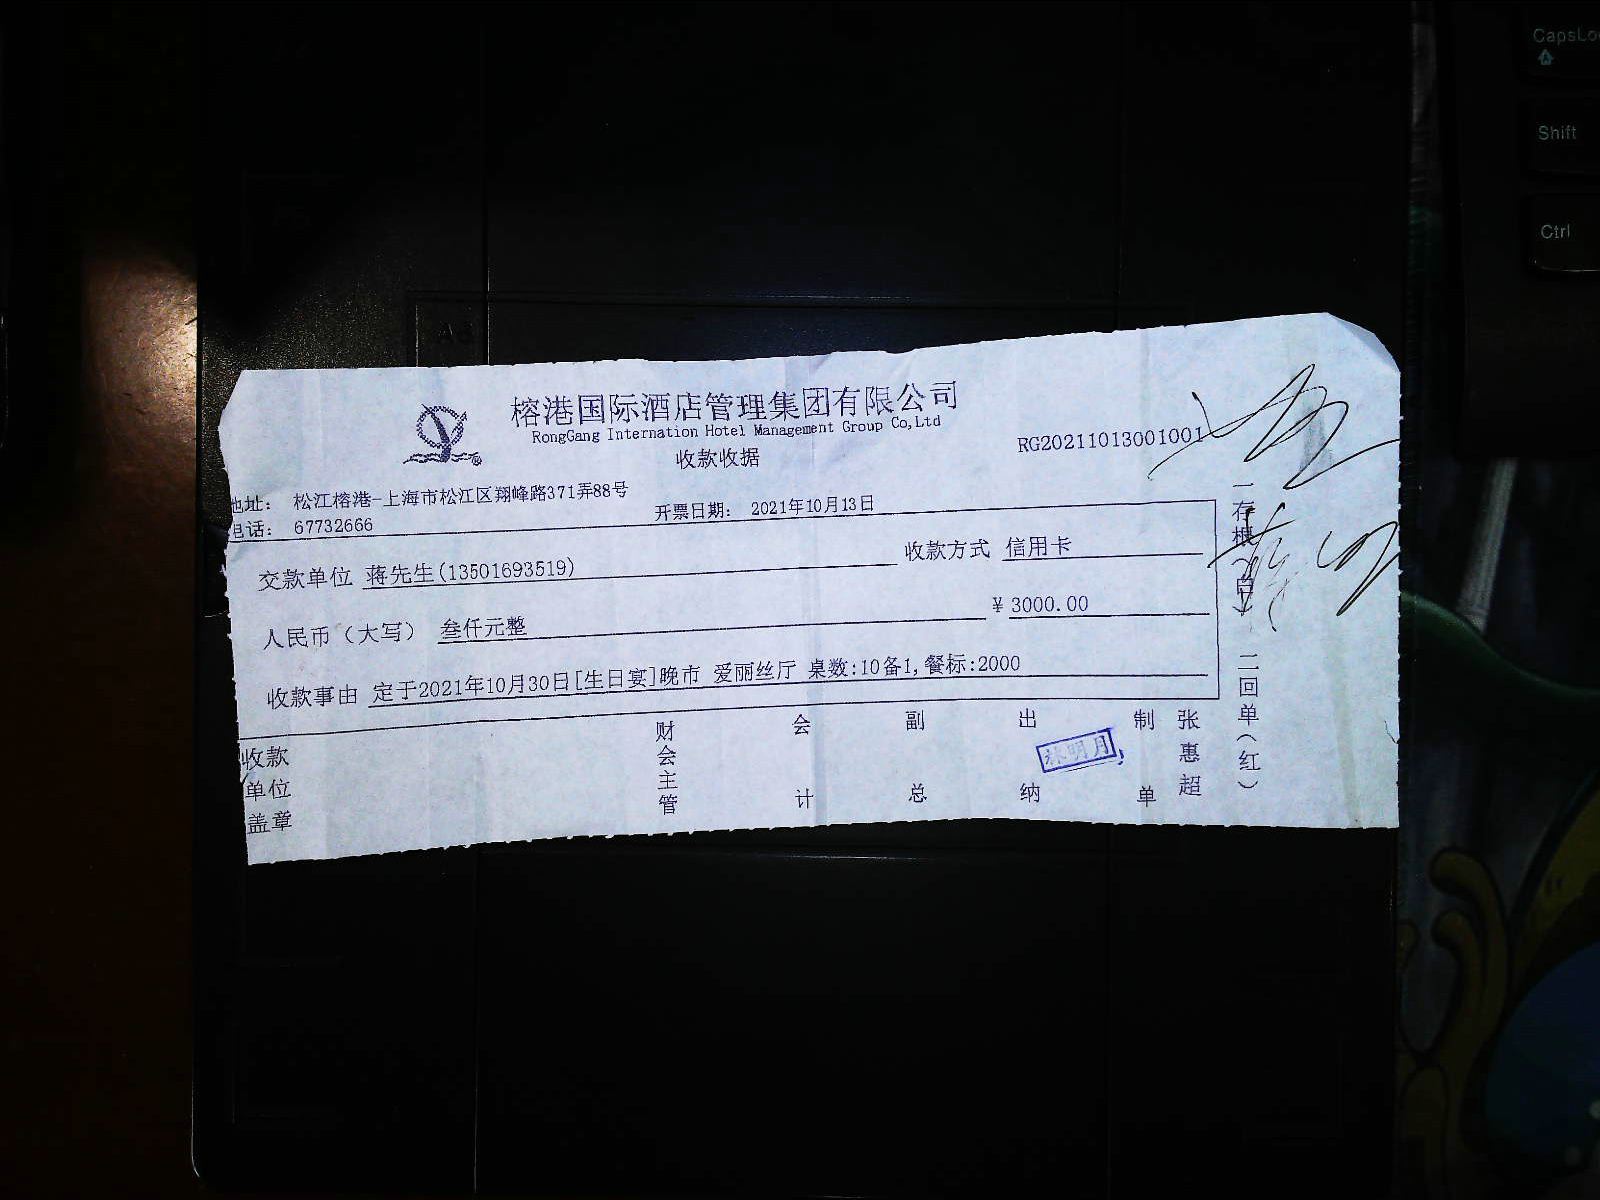 榕港国际酒店管理集团有限公司
RongGang Internation Hotel Management Group Co,Ltd
收款收据
RG20211013001001
地址： 松江榕港-上海市松江区翔峰路371弄88号
电话： 67732666
开票日期： 2021年10月13日
交款单位 蒋先生(13501693519)
收款方式 信用卡
人民币（大写） 叁仟元整
¥ 3000.00
收款事由 定于2021年10月30日[生日宴]晚市 爱丽丝厅 桌数:10备1,餐标:2000
收款单位盖章
财会主管
会计
副总
出纳
林明月
制单
张惠超
一存根（白）
二回单（红）
CapsLo
Shift
Ctrl